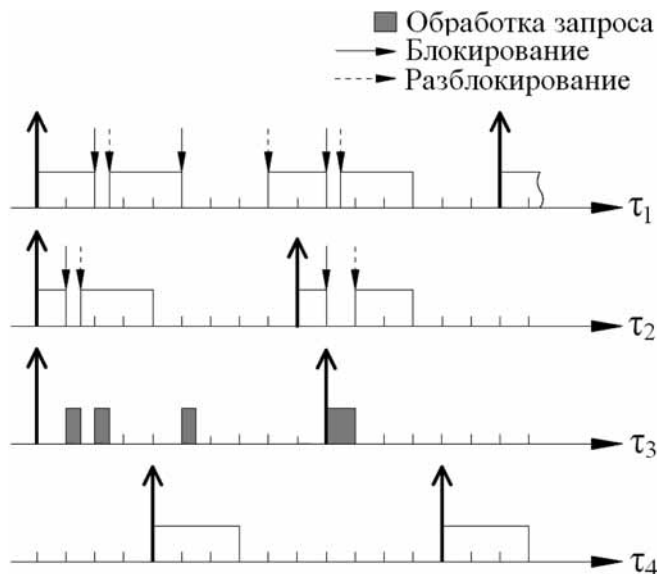 Обработка запроса
Блокирование
Разблокирование
τ1
τ2
τ3
τ4